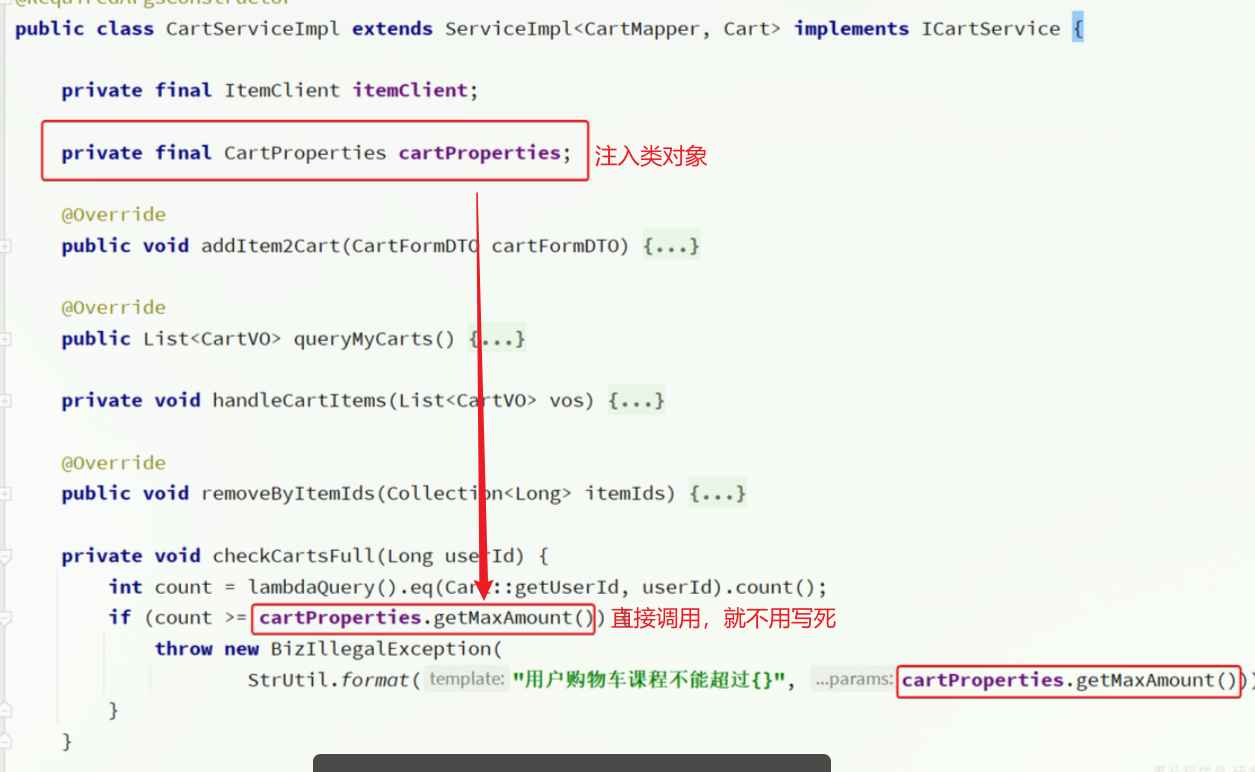 @RequiredArgsConstructor
public class CartServiceImpl extends ServiceImpl<CartMapper, Cart> implements ICartService {
private final ItemClient itemClient;
private final CartProperties cartProperties; 注入类对象
@Override
public void addItem2Cart(CartFormDTO cartFormDTO) {...}
@Override
public List<CartVO> queryMyCarts() {...}
private void handleCartItems(List<CartVO> vos) {...}
@Override
public void removeByItemIds(Collection<Long> itemIds) {...}
private void checkCartsFull(Long userId) {
int count = lambdaQuery().eq(Cart::getUserId, userId).count();
if (count >= cartProperties.getMaxAmount()) 直接调用，就不用写死
throw new BizIllegalException(
StrUtil.format( template: "用户购物车课程不能超过{}", ...params: cartProperties.getMaxAmount())
}
}